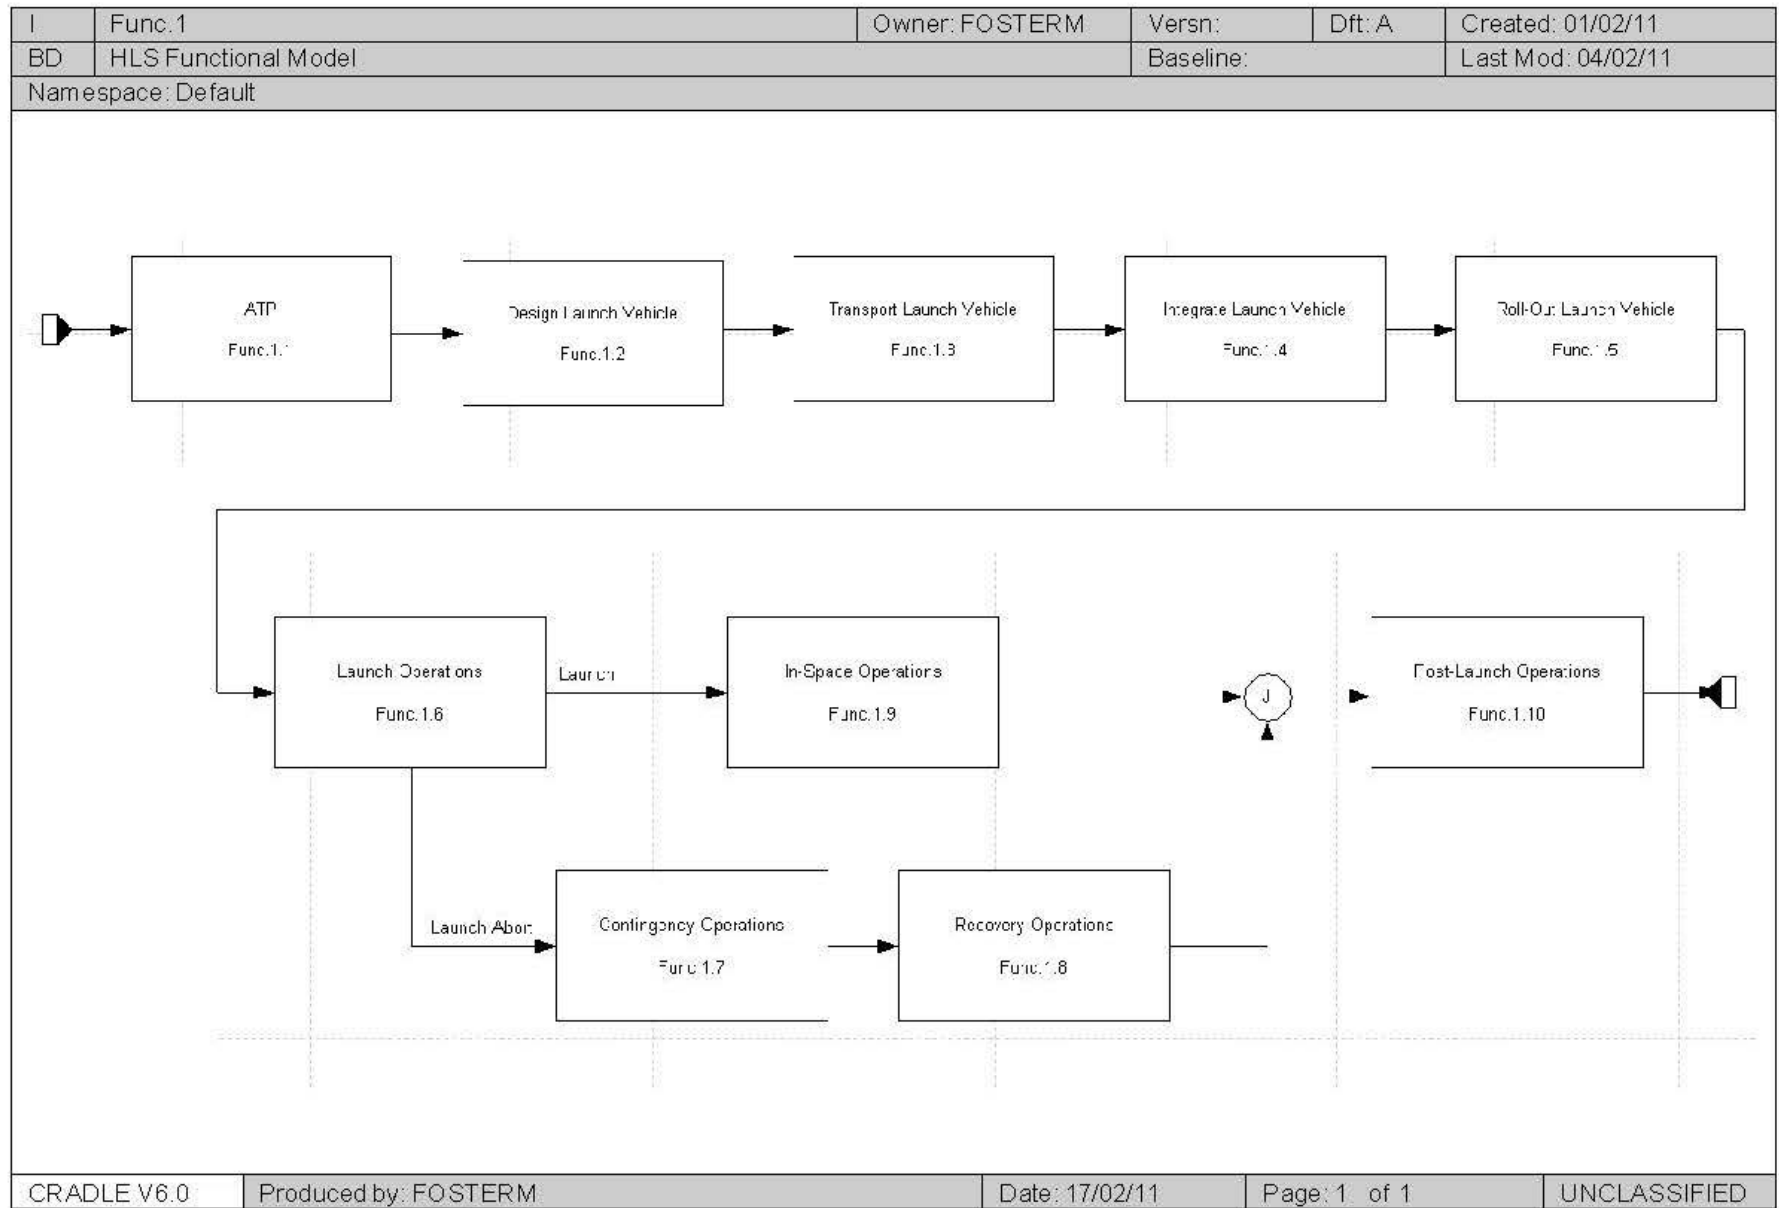 I Func.1 Owner: FOSTERM Versn: Dft: A Created: 01/02/11
BD HLS Functional Model Baseline: Last Mod: 04/02/11
Namespace: Default
ATP
Func.1.1
Design Launch Vehicle
Func.1.2
Transport Launch Vehicle
Func.1.3
Integrate Launch Vehicle
Func.1.4
Roll-Out Launch Vehicle
Func.1.5
Launch Operations
Func.1.6
Launch
In-Space Operations
Func.1.9
J
Post-Launch Operations
Func.1.10
Launch Abort
Contingency Operations
Func.1.7
Recovery Operations
Func.1.8
CRADLE V6.0 Produced by: FOSTERM Date: 17/02/11 Page: 1 of 1 UNCLASSIFIED